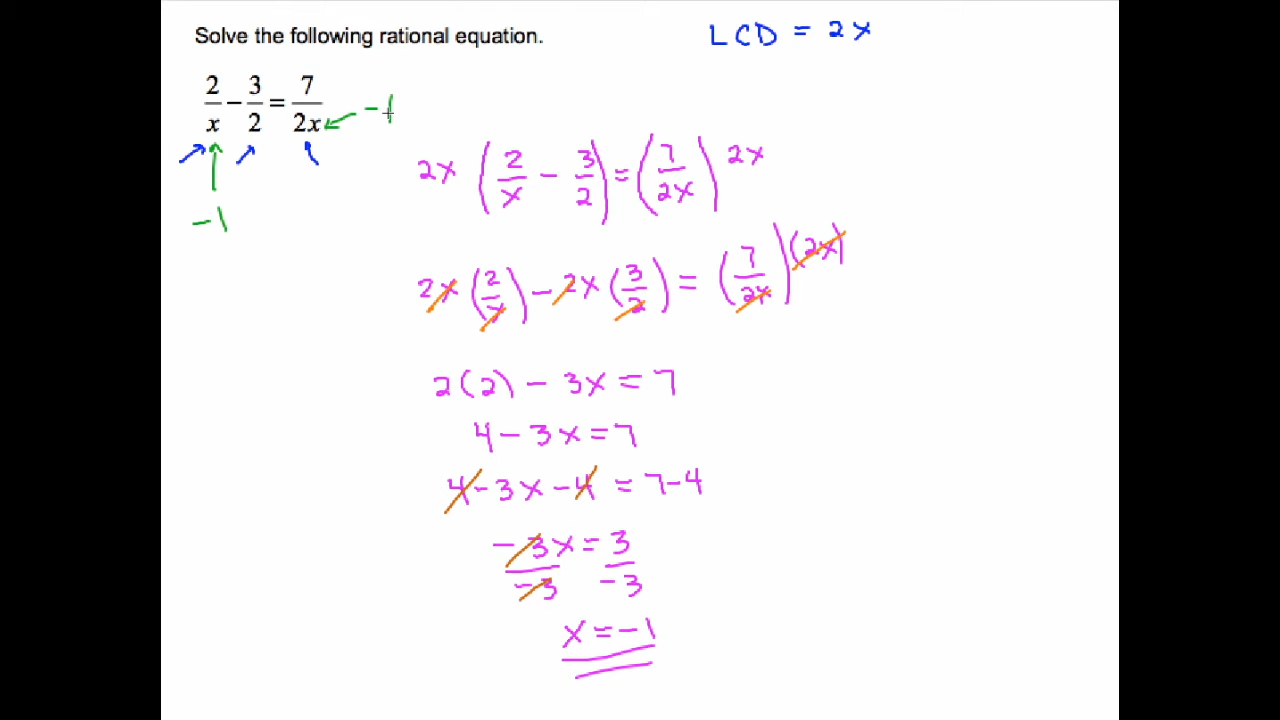 Solve the following rational equation.
LCD = 2x
2/x - 3/2 = 7/2x
-1
-1
2x (2/x - 3/2) = (7/2x) 2x
2x (2/x) - 2x (3/2) = (7/2x)(2x)
2(2) - 3x = 7
4 - 3x = 7
4 - 3x - 4 = 7 - 4
-3x/-3 = 3/-3
x = -1